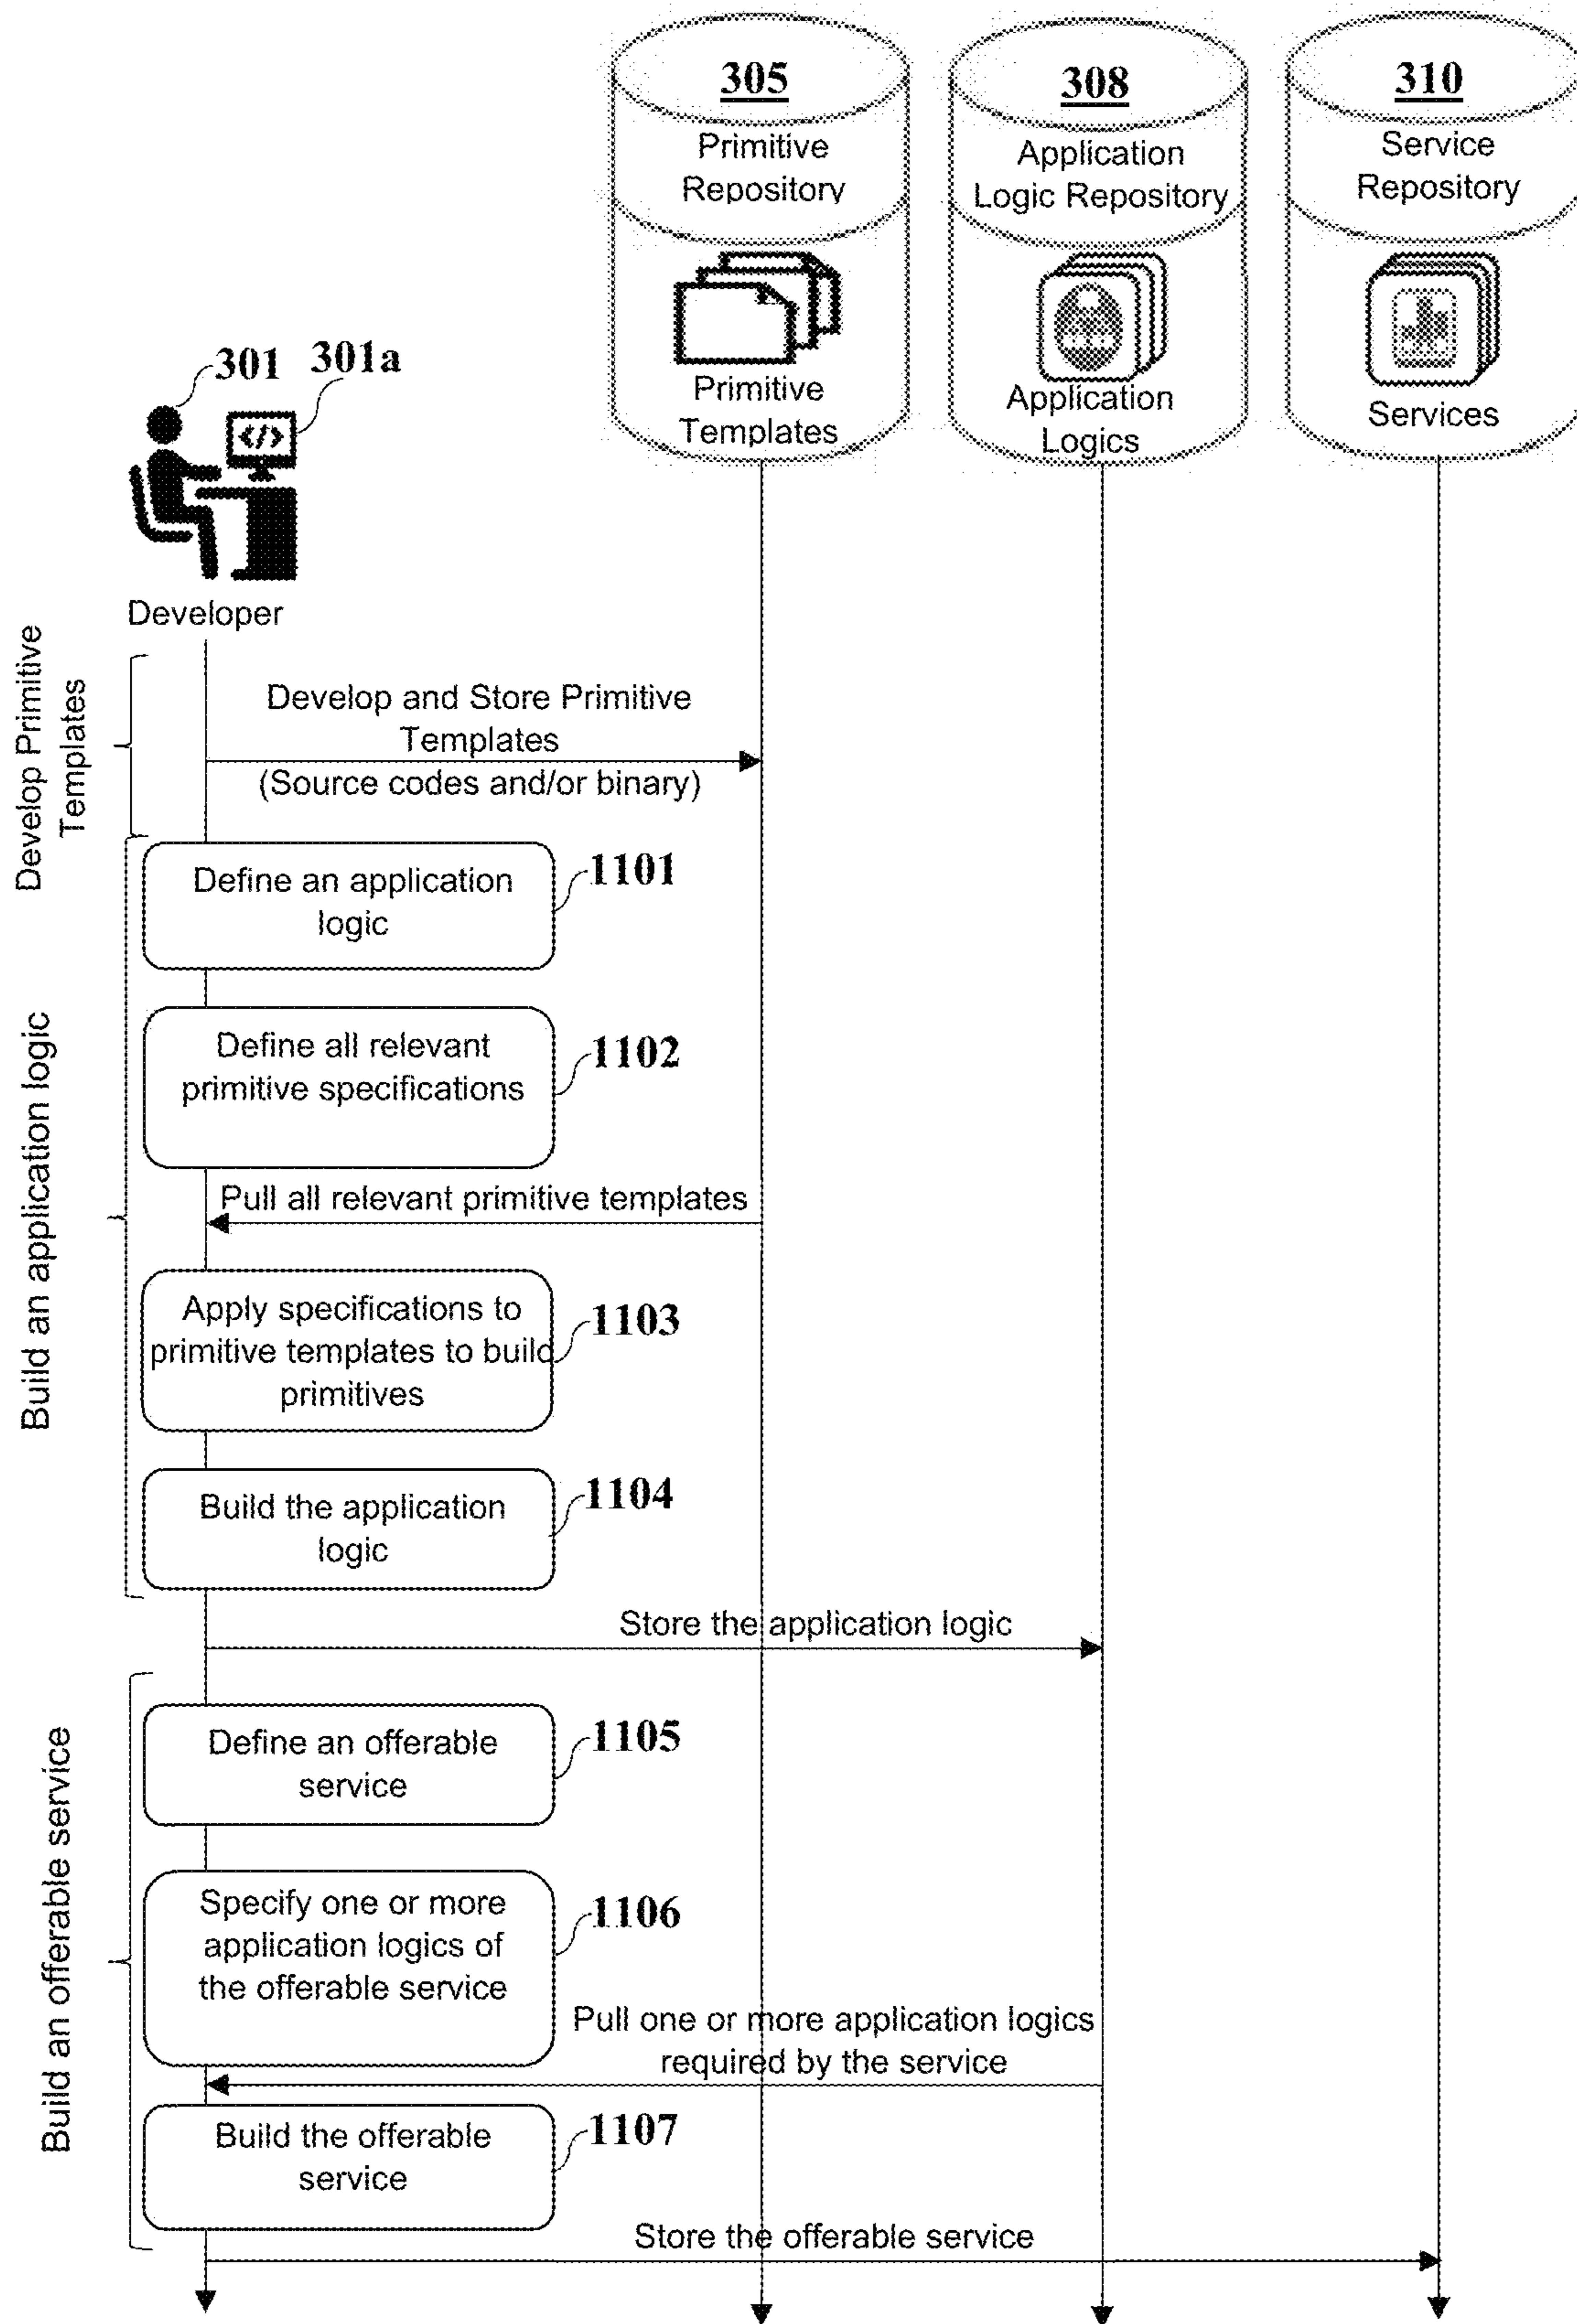 305
Primitive
Repository
Primitive
Templates
308
Application
Logic Repository
Application
Logics
310
Service
Repository
Services
301
301a
</>
Developer
Develop Primitive
Templates
Develop and Store Primitive
Templates
(Source codes and/or binary)
Build an application logic
Define an application
logic
1101
Define all relevant
primitive specifications
1102
Pull all relevant primitive templates
Apply specifications to
primitive templates to build
primitives
1103
Build the application
logic
1104
Store the application logic
Build an offerable service
Define an offerable
service
1105
Specify one or more
application logics of
the offerable service
1106
Pull one or more application logics
required by the service
Build the offerable
service
1107
Store the offerable service